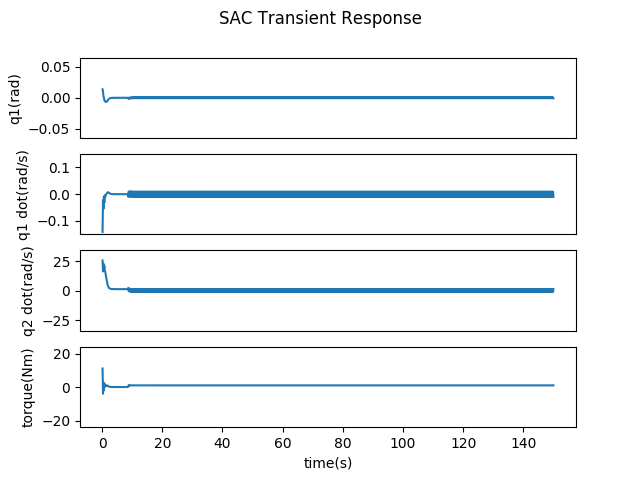 SAC Transient Response
0.05
0.00
−0.05
q1(rad)
0.1
0.0
−0.1
q1 dot(rad/s)
25
0
−25
q2 dot(rad/s)
20
0
−20
torque(Nm)
0 20 40 60 80 100 120 140
time(s)